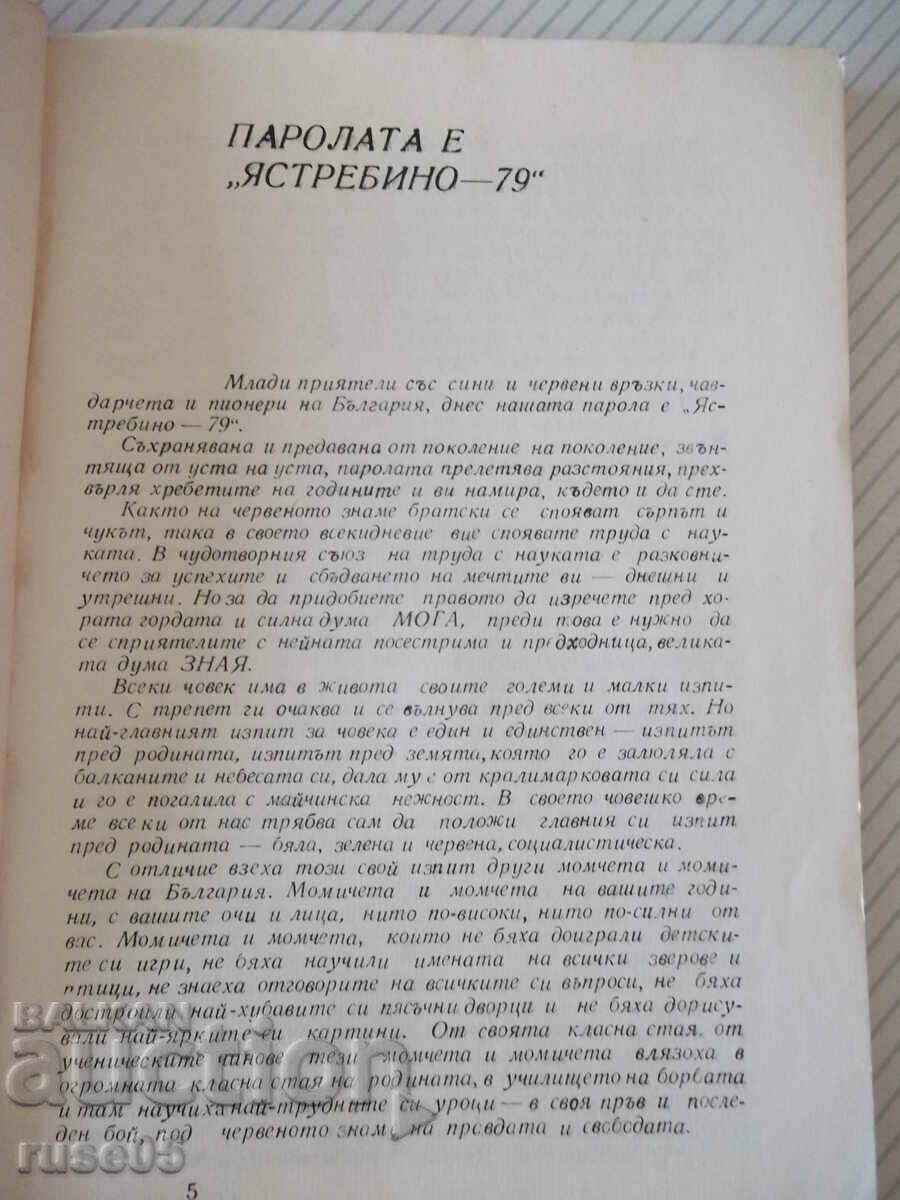 ПАРОЛАТА Е
„ЯСТРЕБИНО—79“
Млади приятели със сини и червени връзки, чав-
дарчета и пионери на България, днес нашата парола е „Яс-
требино — 79“.
Съхранявана и предавана от поколение на поколение, звън-
тяща от уста на уста, паролата прелетява разстояния, прех-
върля хребетите на годините и ви намира, където и да сте.
Както на червеното знаме братски се спояват сърпът и
чукът, така в своето всекидневие вие споявате труда с нау-
ката. В чудотворния съюз на труда с науката е разковни-
чето за успехите и сбъдването на мечтите ви — днешни и
утрешни. Но за да придобиете правото да изречете пред хо-
рата гордата и силна дума МОГА, преди това е нужно да
се сприятелите с нейната посестрима и предходница, велика-
та дума ЗНАЯ.
Всеки човек има в живота своите големи и малки изпи-
ти. С трепет ги очаква и се вълнува пред всеки от тях. Но
най-главният изпит за човека е един и единствен — изпитът
пред родината, изпитът пред земята, която го е залюляла с
балканите и небесата си, дала му е от кралимарковата си сила
и го е погалила с майчинска нежност. В своето човешко вре-
ме всеки от нас трябва сам да положи главния си изпит
пред родината — бяла, зелена и червена, социалистическа.
С отличие взеха този свой изпит други момчета и моми-
чета на България. Момичета и момчета на вашите годи-
ни, с вашите очи и лица, нито по-високи, нито по-силни от
вас. Момичета и момчета, които не бяха доиграли детски-
те си игри, не бяха научили имената на всички зверове и
птици, не знаеха отговорите на всичките си въпроси, не бяха
достроили най-хубавите си пясъчни дворци и не бяха дорису-
вали най-ярките си картини. От своята класна стая, от
ученическите чинове тези момчета и момичета влязоха в
огромната класна стая на родината, в училището на борбата
и там научиха най-трудните си уроци — в своя пръв и после-
ден бой, под червеното знаме на правдата и свободата.
BALKAN
auction
ruse05
5